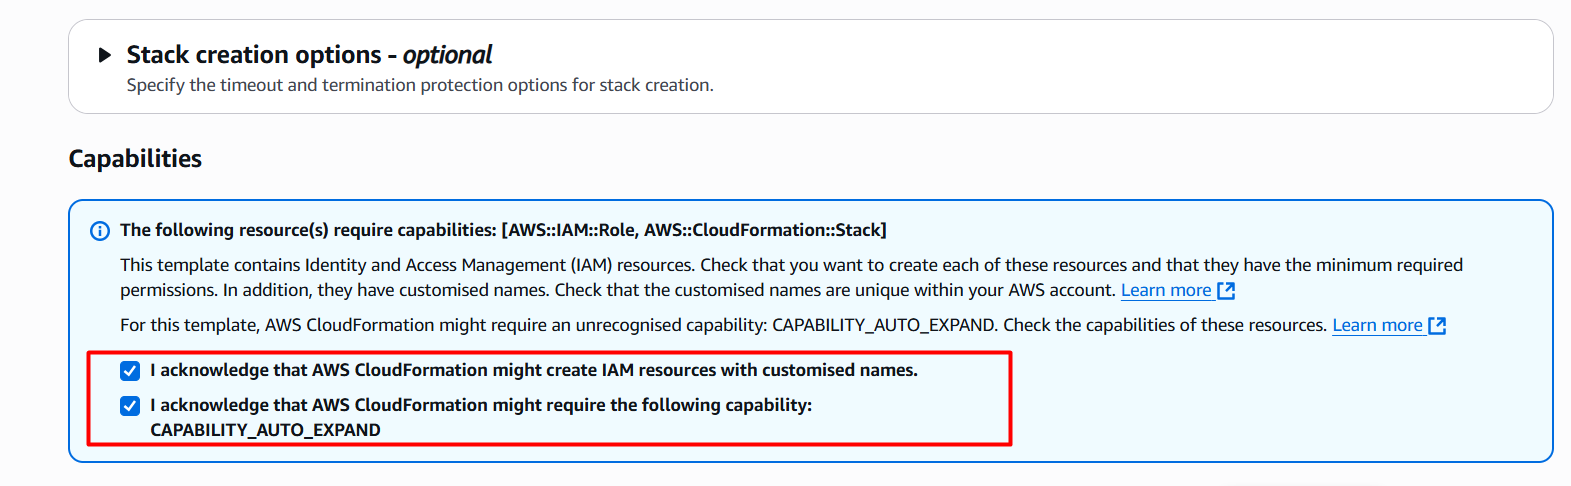 Stack creation options - optional
Specify the timeout and termination protection options for stack creation.
Capabilities
The following resource(s) require capabilities: [AWS::IAM::Role, AWS::CloudFormation::Stack]
This template contains Identity and Access Management (IAM) resources. Check that you want to create each of these resources and that they have the minimum required
permissions. In addition, they have customised names. Check that the customised names are unique within your AWS account. Learn more
For this template, AWS CloudFormation might require an unrecognised capability: CAPABILITY_AUTO_EXPAND. Check the capabilities of these resources. Learn more
I acknowledge that AWS CloudFormation might create IAM resources with customised names.
I acknowledge that AWS CloudFormation might require the following capability:
CAPABILITY_AUTO_EXPAND